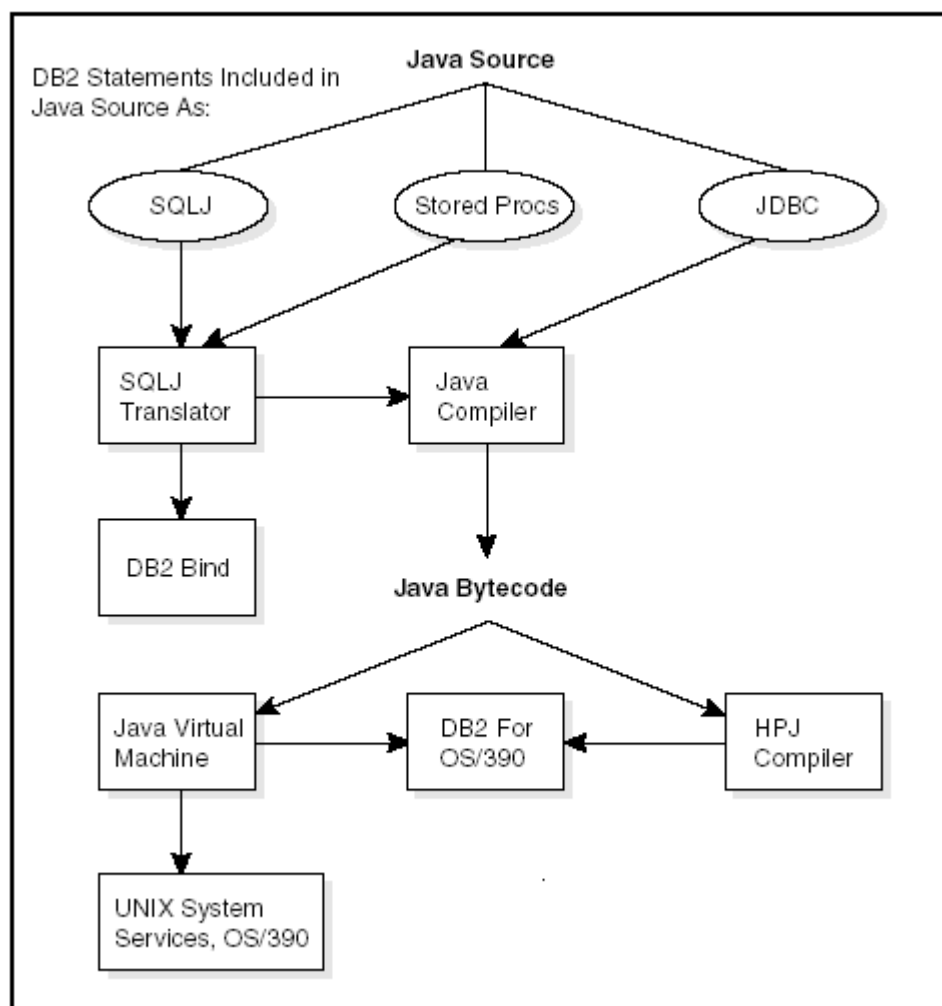 Java Source
DB2 Statements Included in
Java Source As:
SQLJ
Stored Procs
JDBC
SQLJ
Translator
Java
Compiler
DB2 Bind
Java Bytecode
Java Virtual
Machine
DB2 For
OS/390
HPJ
Compiler
UNIX System
Services, OS/390